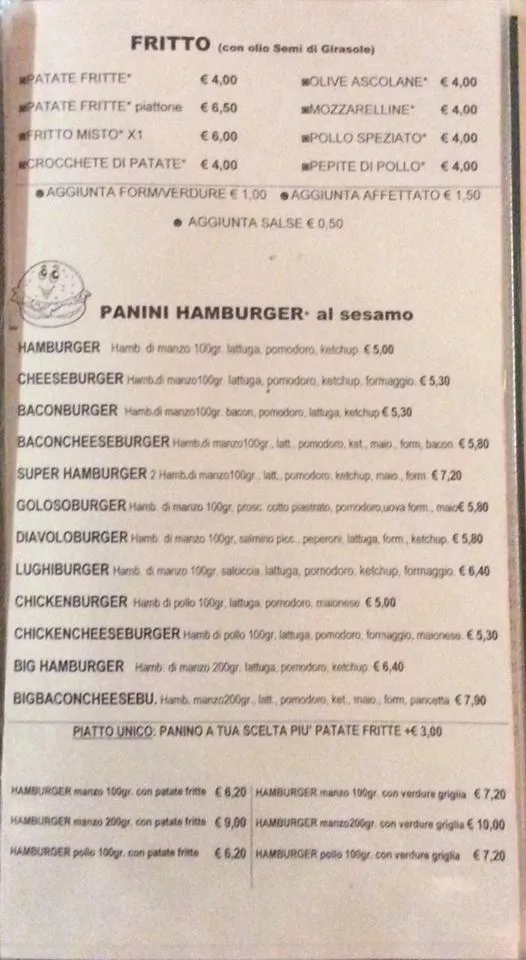 FRITTO (con olio Semi di Girasole)
PATATE FRITTE* € 4,00 OLIVE ASCOLANE* € 4,00
PATATE FRITTE* piattone € 6,50 MOZZARELLINE* € 4,00
FRITTO MISTO* X1 € 6,00 POLLO SPEZIATO* € 4,00
CROCCHETE DI PATATE* € 4,00 PEPITE DI POLLO* € 4,00
● AGGIUNTA FORM/VERDURE € 1,00 ● AGGIUNTA AFFETTATO € 1,50
● AGGIUNTA SALSE € 0,50
PANINI HAMBURGER* al sesamo
HAMBURGER Hamb. di manzo 100gr. lattuga, pomodoro, ketchup. € 5,00
CHEESEBURGER Hamb.di manzo100gr. lattuga, pomodoro, ketchup, formaggio. € 5,30
BACONBURGER Hamb.di manzo100gr. bacon, pomodoro, lattuga, ketchup € 5,30
BACONCHEESEBURGER Hamb.di manzo100gr., latt., pomodoro, ket., maio., form, bacon. € 5,80
SUPER HAMBURGER 2 Hamb.di manzo100gr., latt., pomodoro, ketchup, maio., form. € 7,20
GOLOSOBURGER Hamb. di manzo 100gr, prosc. cotto piastrato, pomodoro,uova form., maio€ 5,80
DIAVOLOBURGER Hamb. di manzo 100gr, salmino picc., peperoni, lattuga, form., ketchup. € 5,80
LUGHIBURGER Hamb. di manzo 100gr, salciccia, lattuga, pomodoro, ketchup, formaggio. € 6,40
CHICKENBURGER Hamb di pollo 100gr, lattuga, pomodoro, maionese. € 5,00
CHICKENCHEESEBURGER Hamb di pollo 100gr, lattuga, pomodoro, formaggio, maionese. € 5,30
BIG HAMBURGER Hamb. di manzo 200gr. lattuga, pomodoro, ketchup. € 6,40
BIGBACONCHEESEBU. Hamb. manzo200gr., latt., pomodoro, ket., maio., form, pancetta € 7,90
PIATTO UNICO: PANINO A TUA SCELTA PIU' PATATE FRITTE +€ 3,00
HAMBURGER manzo 100gr. con patate fritte € 6,20 HAMBURGER manzo 100gr. con verdure griglia € 7,20
HAMBURGER manzo 200gr. con patate fritte € 9,00 HAMBURGER manzo200gr. con verdure griglia € 10,00
HAMBURGER pollo 100gr. con patate fritte € 6,20 HAMBURGER pollo 100gr. con verdure griglia € 7,20